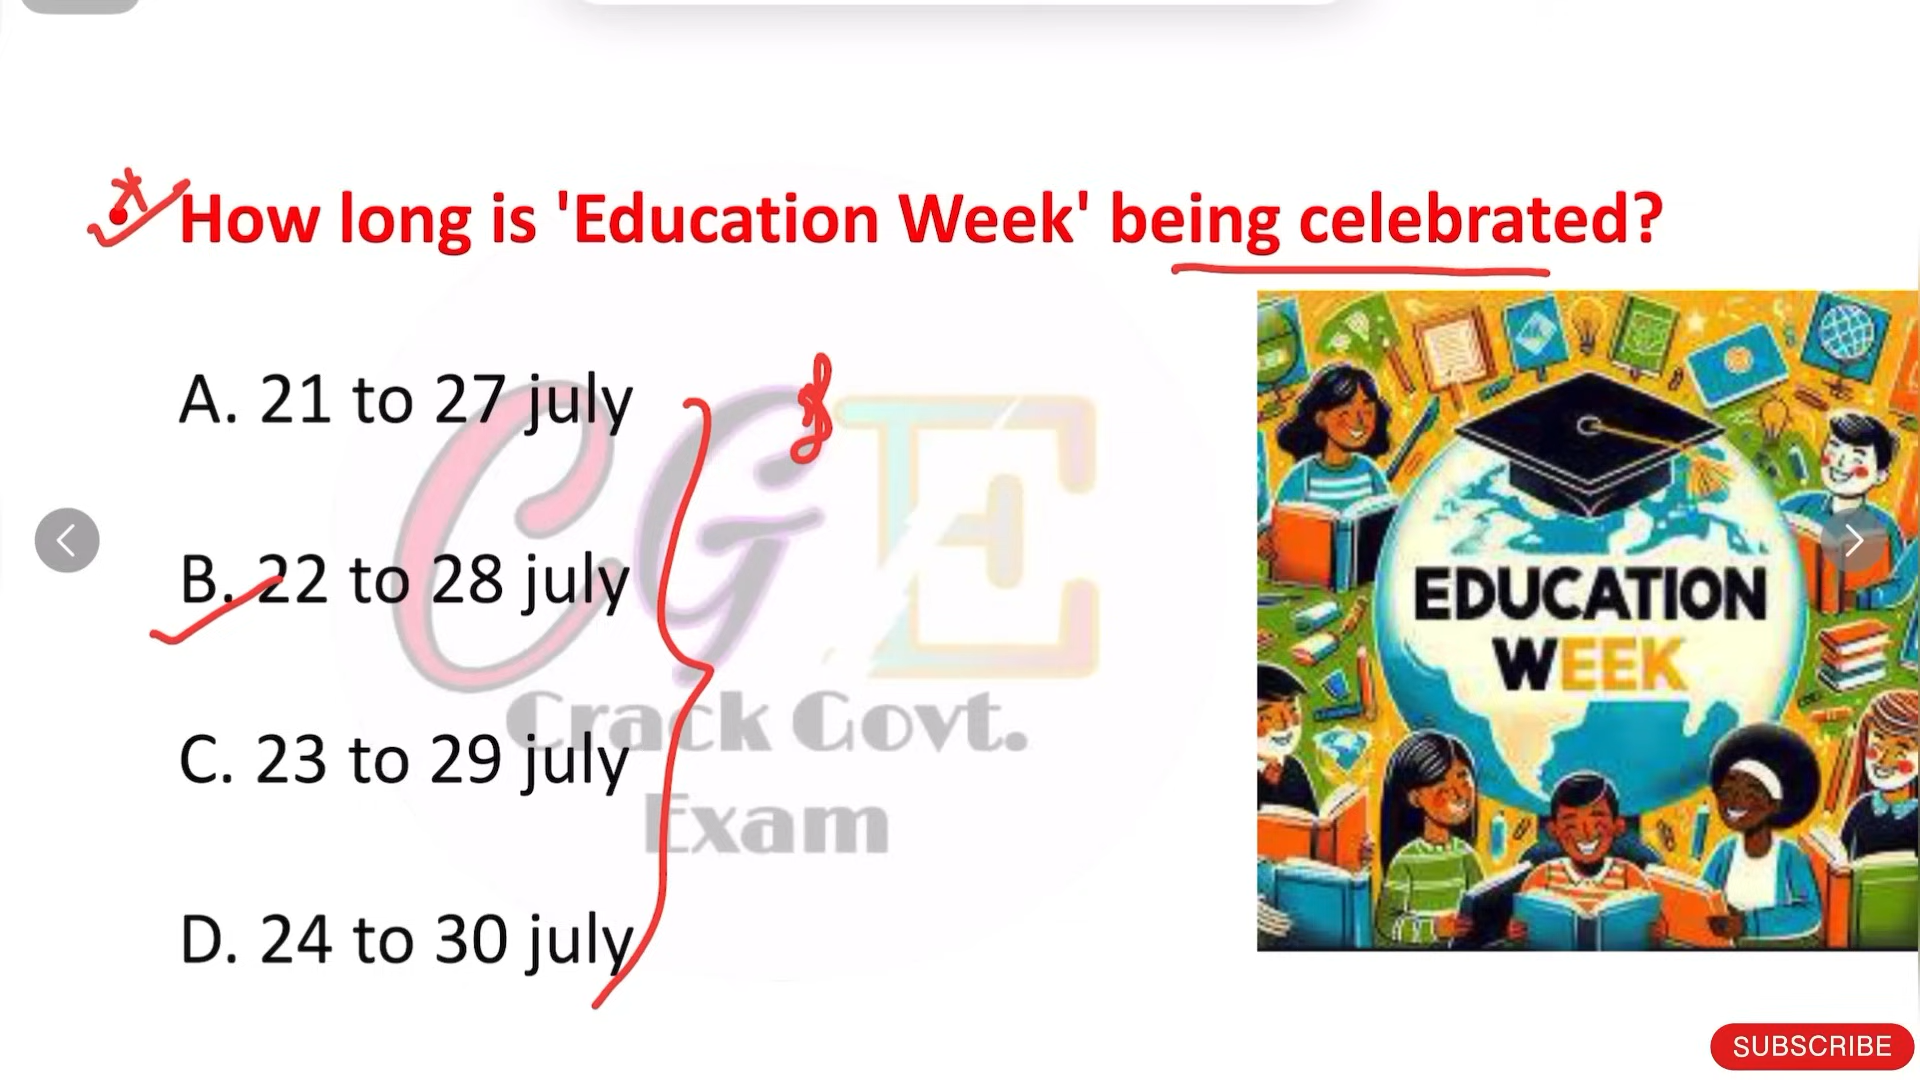 How long is 'Education Week' being celebrated?
A. 21 to 27 july
B. 22 to 28 july
C. 23 to 29 july
D. 24 to 30 july
CGE
Crack Govt.
Exam
EDUCATION
WEEK
SUBSCRIBE